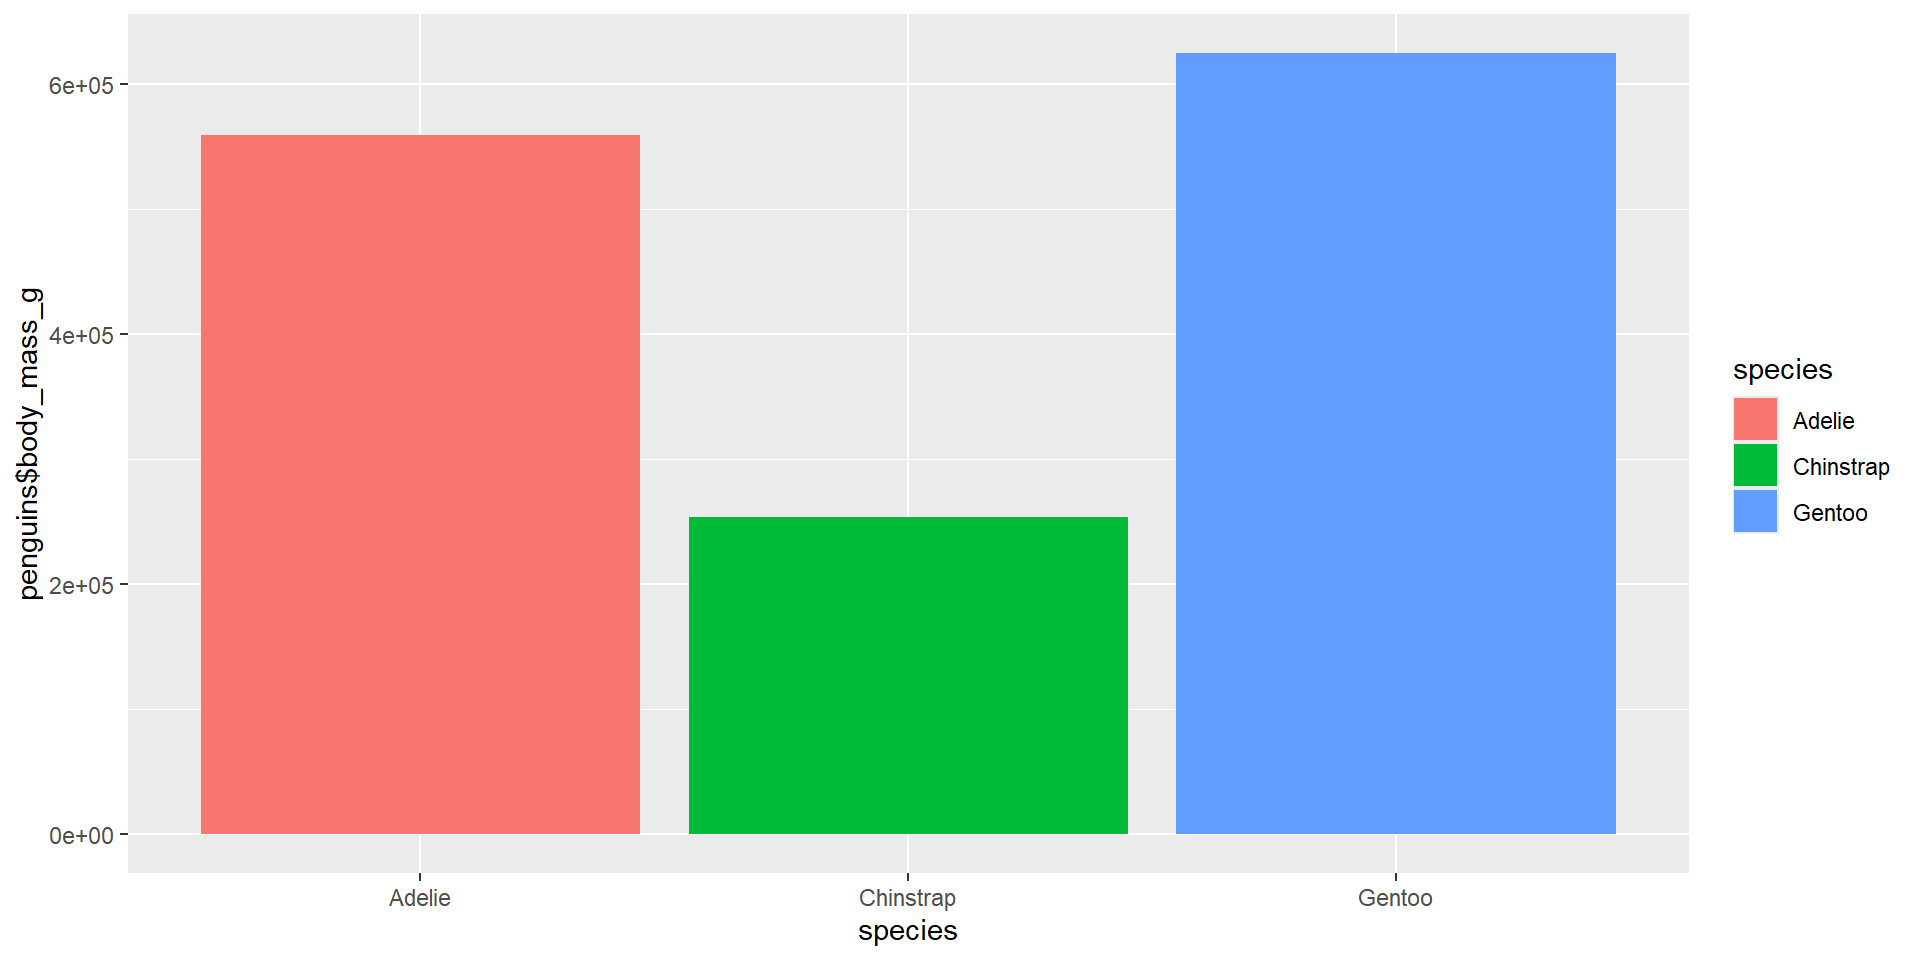 penguins$body_mass_g
6e+05
4e+05
2e+05
0e+00
Adelie
Chinstrap
Gentoo
species
species
Adelie
Chinstrap
Gentoo